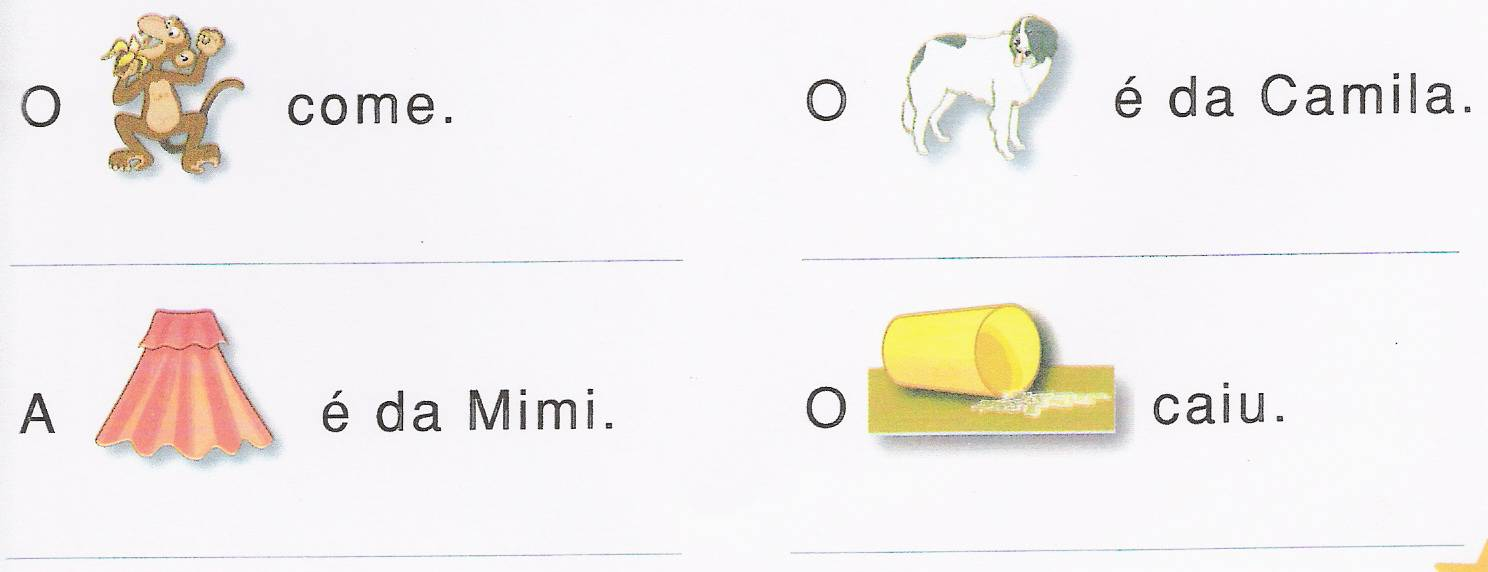 O come.
O é da Camila.
A é da Mimi.
O caiu.